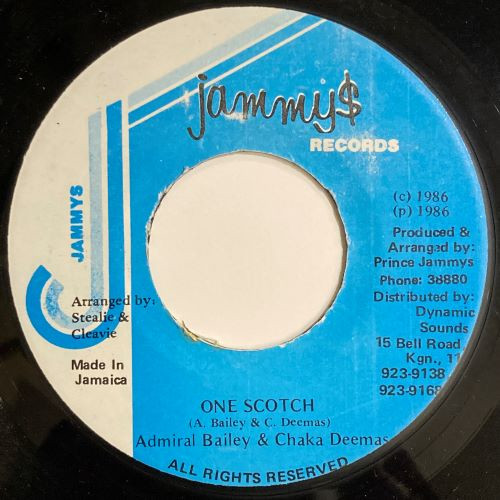 jammy$
RECORDS
JAMMYS
(c) 1986
(p) 1986
Produced &
Arranged by:
Prince Jammys
Phone: 38880
Distributed by:
Dynamic
Sounds
15 Bell Road
Kgn., 11
923-9138
923-9168
Arranged by:
Stealie &
Cleavie
Made In
Jamaica
ONE SCOTCH
(A. Bailey & C. Deemas)
Admiral Bailey & Chaka Deemas
ALL RIGHTS RESERVED